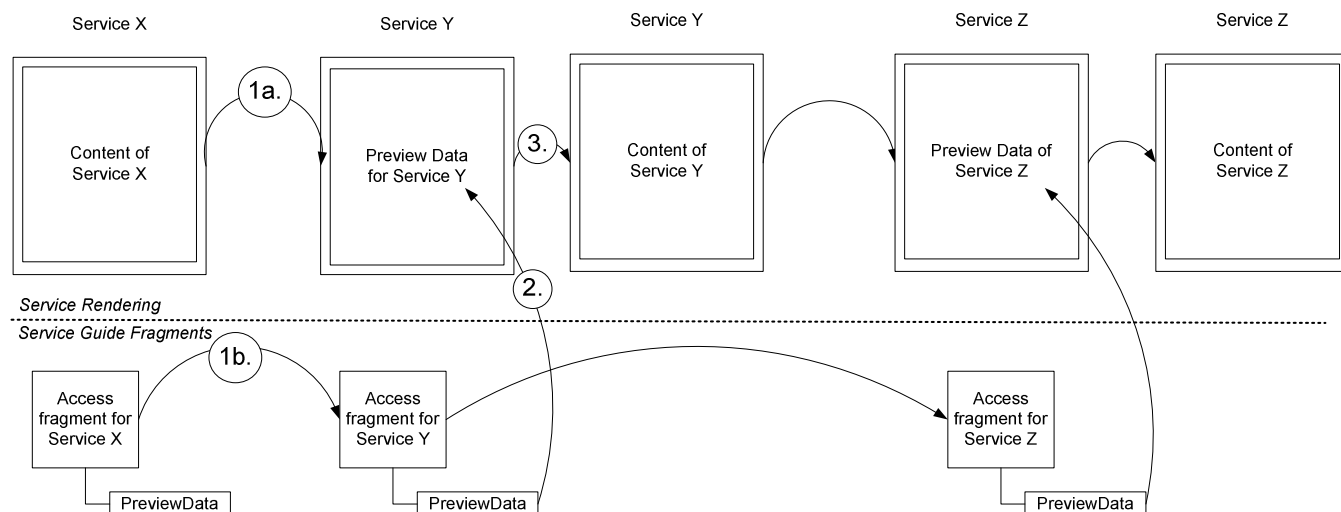 Service X
Service Y
Service Y
Service Z
Service Z
1a.
3.
Content of
Service X
Preview Data
for Service Y
Content of
Service Y
Preview Data of
Service Z
Content of
Service Z
2.
Service Rendering
Service Guide Fragments
1b.
Access
fragment for
Service X
Access
fragment for
Service Y
Access
fragment for
Service Z
PreviewData
PreviewData
PreviewData